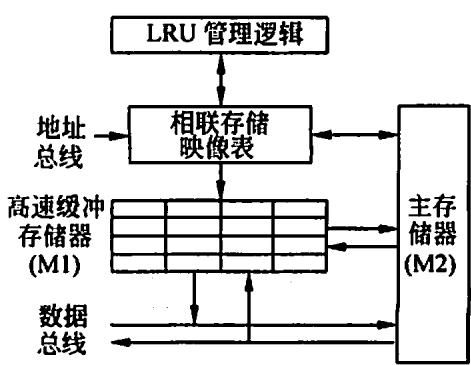 LRU 管理逻辑
地址
总线
相联存储
映像表
高速缓冲
存储器
(M1)
主存
储器
(M2)
数据
总线